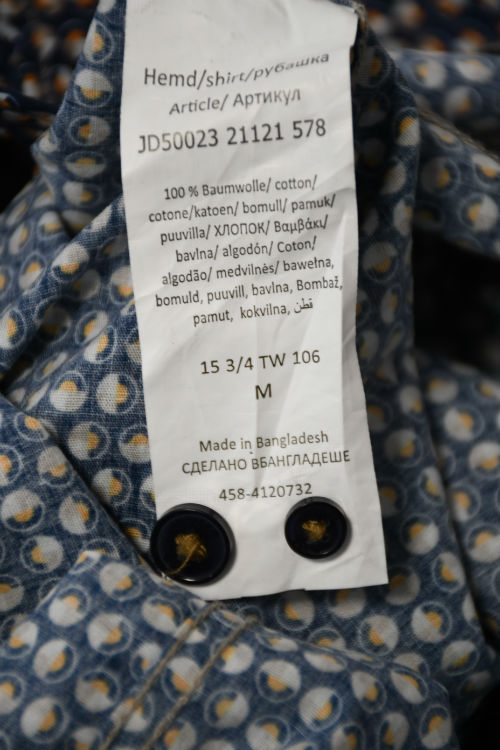 Hemd/shirt/рубашка
Article/ Артикул
JD50023 21121 578
100 % Baumwolle/ cotton/
cotone/katoen/ bomull/ pamuk/
puuvilla/ ХЛОПОК/ Βαμβάκι/
bavlna/ algodón/ Coton/
algodão/ medvilnės/ bawełna,
bomuld, puuvill, bavlna, Bombaž,
pamut, kokvilna, قطن
15 3/4 TW 106
M
Made in Bangladesh
СДЕЛАНО ВБАНГЛАДЕШЕ
458-4120732